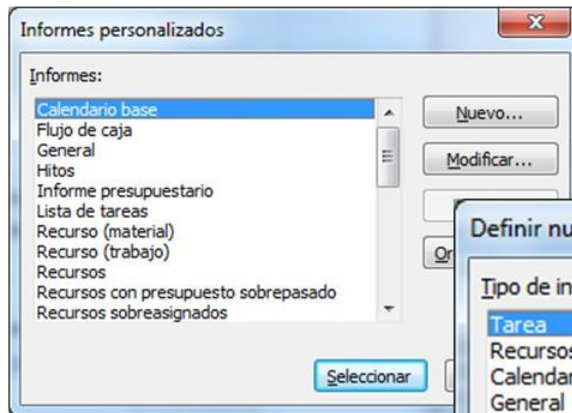 Informes personalizados
Informes:
Calendario base
Flujo de caja
General
Hitos
Informe presupuestario
Lista de tareas
Recurso (material)
Recurso (trabajo)
Recursos
Recursos con presupuesto sobrepasado
Recursos sobreasignados
Nuevo...
Modificar...
Or
Seleccionar
Definir nu
Tipo de in
Tarea
Recursos
Calendar
General